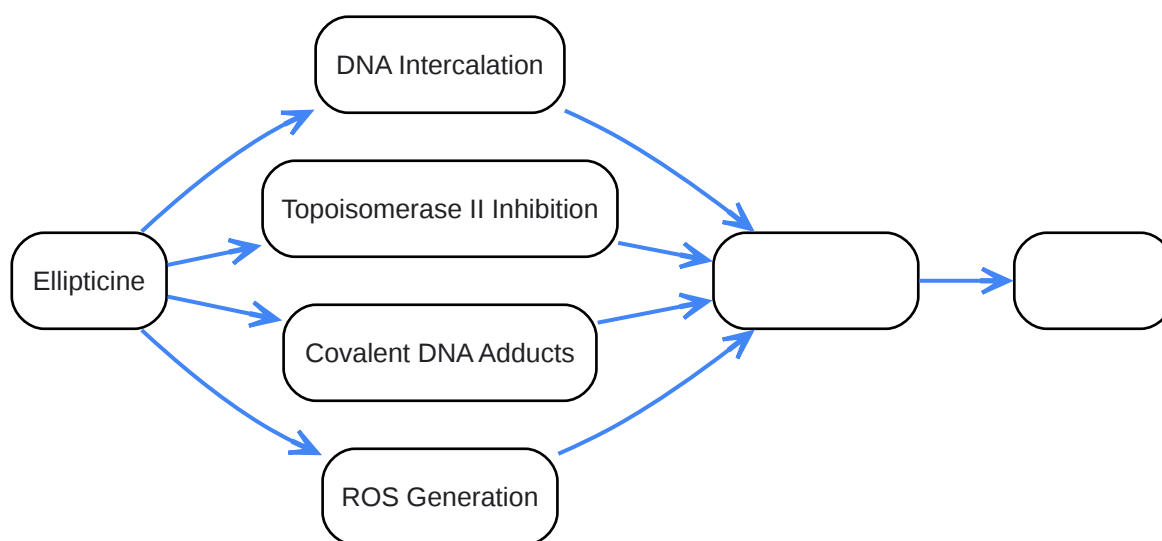 DNA Intercalation
Topoisomerase II Inhibition
Ellipticine
Covalent DNA Adducts
ROS Generation